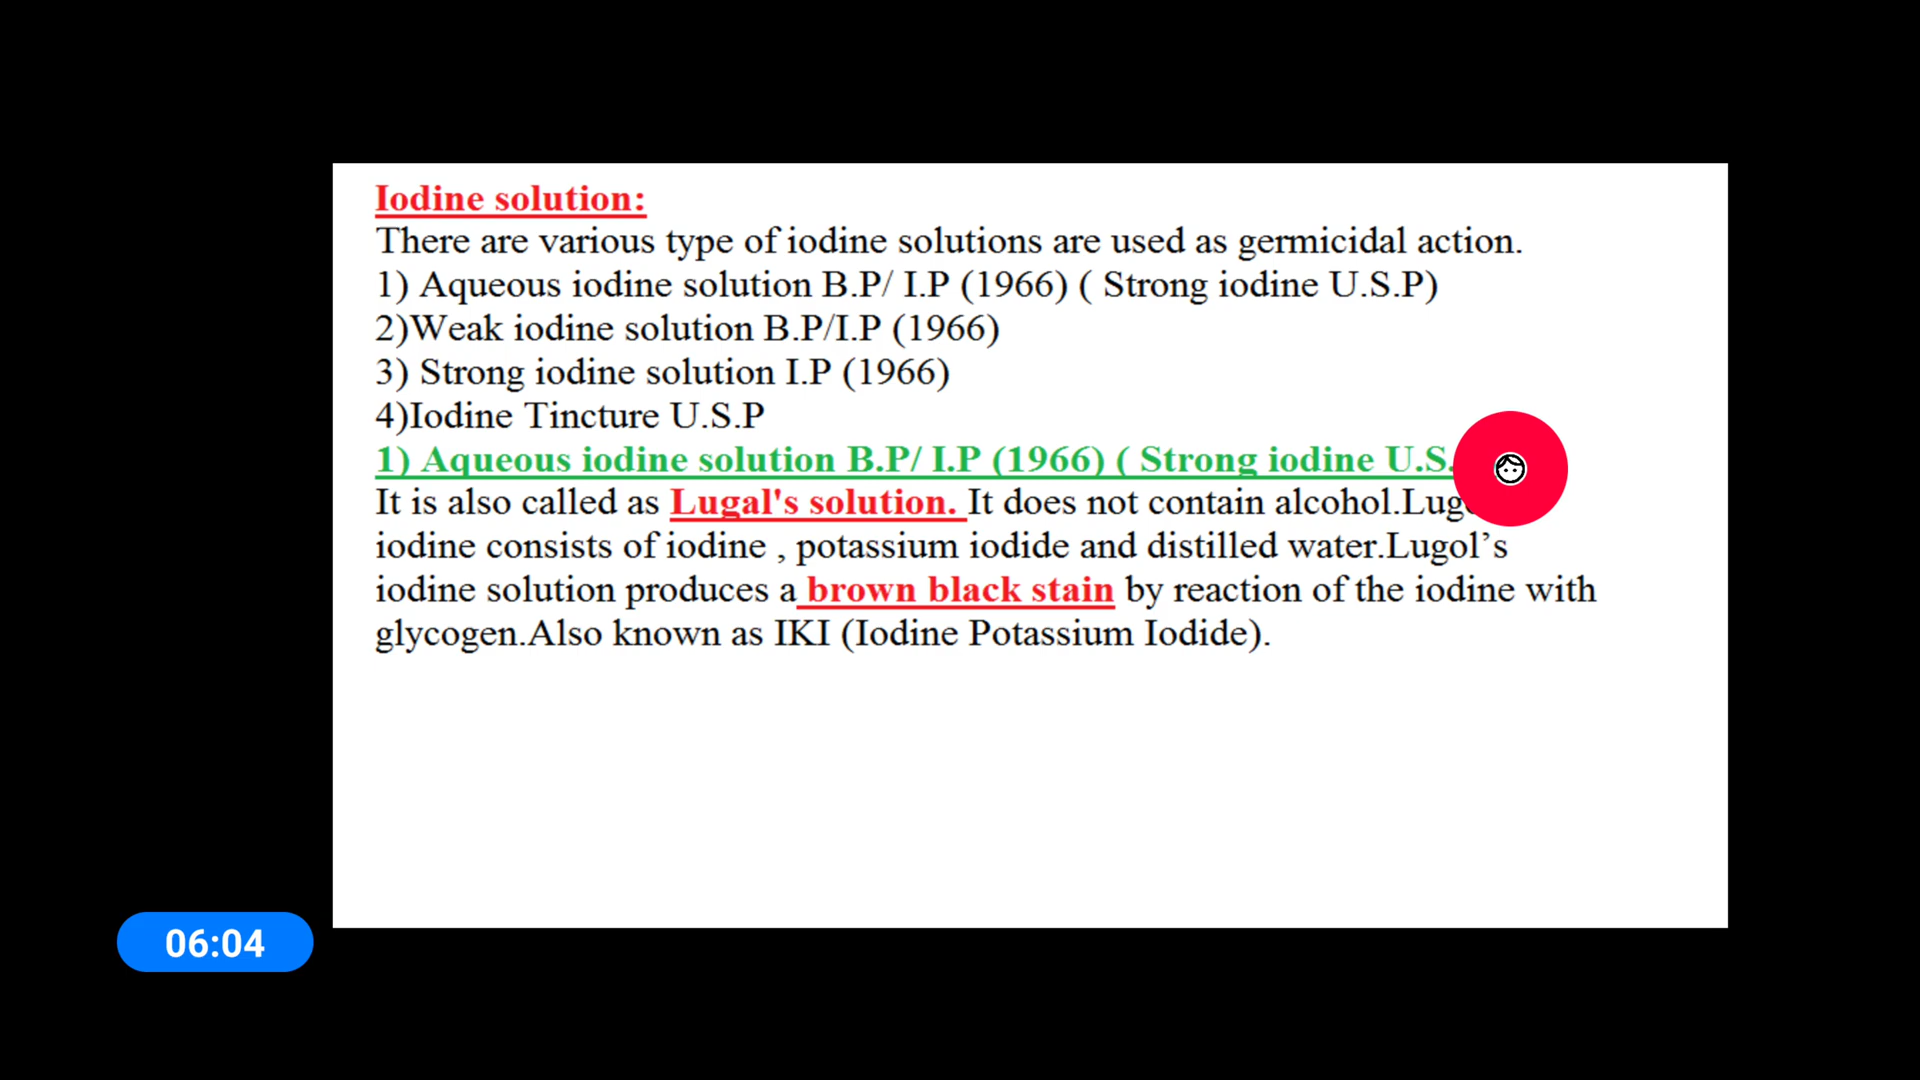 Iodine solution:
There are various type of iodine solutions are used as germicidal action.
1) Aqueous iodine solution B.P/ I.P (1966) ( Strong iodine U.S.P)
2)Weak iodine solution B.P/I.P (1966)
3) Strong iodine solution I.P (1966)
4)Iodine Tincture U.S.P
1) Aqueous iodine solution B.P/ I.P (1966) ( Strong iodine U.S.
It is also called as Lugal's solution. It does not contain alcohol.
iodine consists of iodine , potassium iodide and distilled water.Lugol’s
iodine solution produces a brown black stain by reaction of the iodine with
glycogen.Also known as IKI (Iodine Potassium Iodide).
06:04